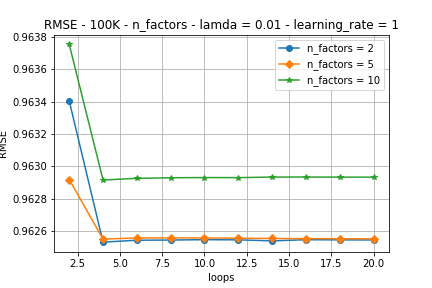 RMSE - 100K - n_factors - lamda = 0.01 - learning_rate = 1
n_factors = 2
n_factors = 5
n_factors = 10
0.9638
0.9636
0.9634
0.9632
0.9630
0.9628
0.9626
RMSE
2.5 5.0 7.5 10.0 12.5 15.0 17.5 20.0
loops